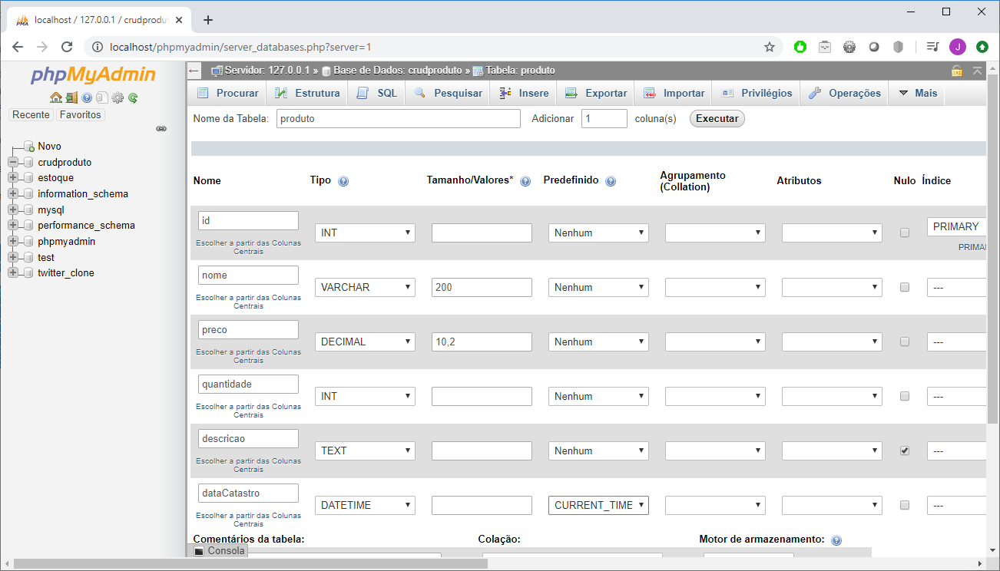 localhost / 127.0.0.1 / crudprodu
localhost/phpmyadmin/server_databases.php?server=1
J
phpMyAdmin
Recente Favoritos
Novo
crudproduto
estoque
information_schema
mysql
performance_schema
phpmyadmin
test
twitter_clone
Servidor: 127.0.0.1 » Base de Dados: crudproduto » Tabela: produto
Procurar Estrutura SQL Pesquisar Insere Exportar Importar Privilégios Operações Mais
Nome da Tabela: produto Adicionar 1 coluna(s) Executar
Nome Tipo Tamanho/Valores* Predefinido Agrupamento (Collation) Atributos Nulo Índice
id INT Nenhum PRIMARY
Escolher a partir das Colunas Centrais PRIMA
nome VARCHAR 200 Nenhum ---
Escolher a partir das Colunas Centrais
preco DECIMAL 10,2 Nenhum ---
Escolher a partir das Colunas Centrais
quantidade INT Nenhum ---
Escolher a partir das Colunas Centrais
descricao TEXT Nenhum ---
Escolher a partir das Colunas Centrais
dataCatastro DATETIME CURRENT_TIME ---
Escolher a partir das Colunas Centrais
Comentários da tabela: Colação: Motor de armazenamento:
Consola